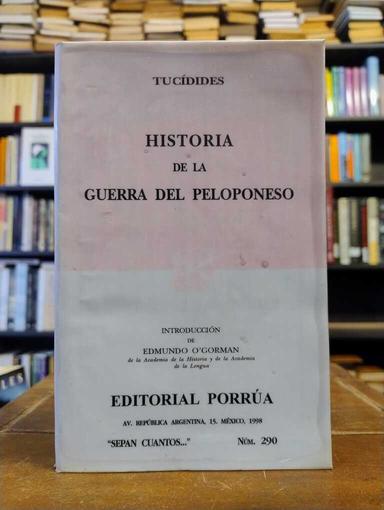 TUCÍDIDES
HISTORIA
DE LA
GUERRA DEL PELOPONESO
INTRODUCCIÓN
DE
EDMUNDO O'GORMAN
de la Academia de la Historia y de la Academia
de la Lengua
EDITORIAL PORRÚA
AV. REPÚBLICA ARGENTINA, 15. MÉXICO, 1998
"SEPAN CUANTOS..." NÚM. 290